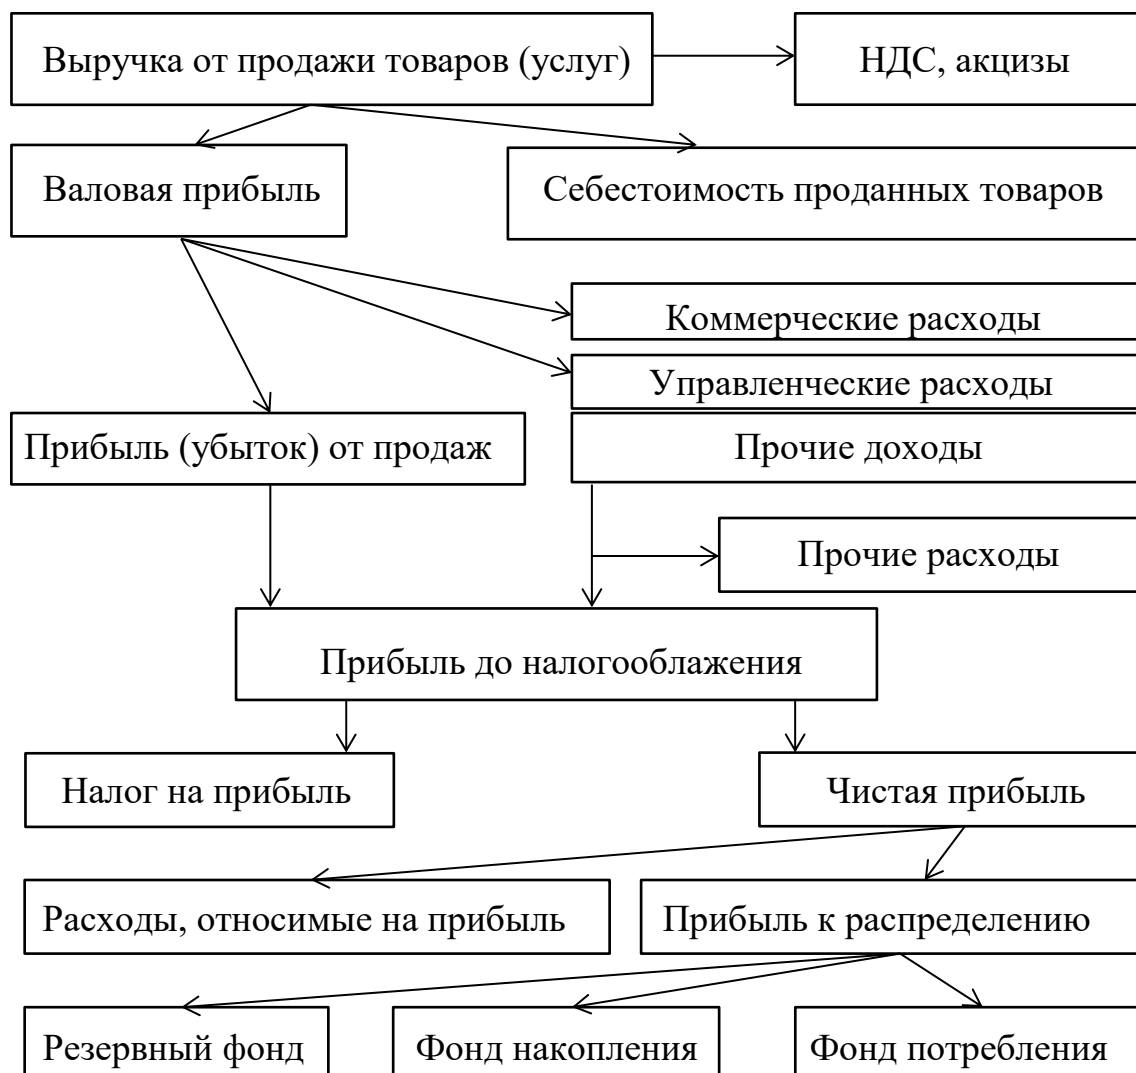 Выручка от продажи товаров (услуг)
НДС, акцизы
Валовая прибыль
Себестоимость проданных товаров
Коммерческие расходы
Управленческие расходы
Прибыль (убыток) от продаж
Прочие доходы
Прочие расходы
Прибыль до налогооблажения
Налог на прибыль
Чистая прибыль
Расходы, относимые на прибыль
Прибыль к распределению
Резервный фонд
Фонд накопления
Фонд потребления